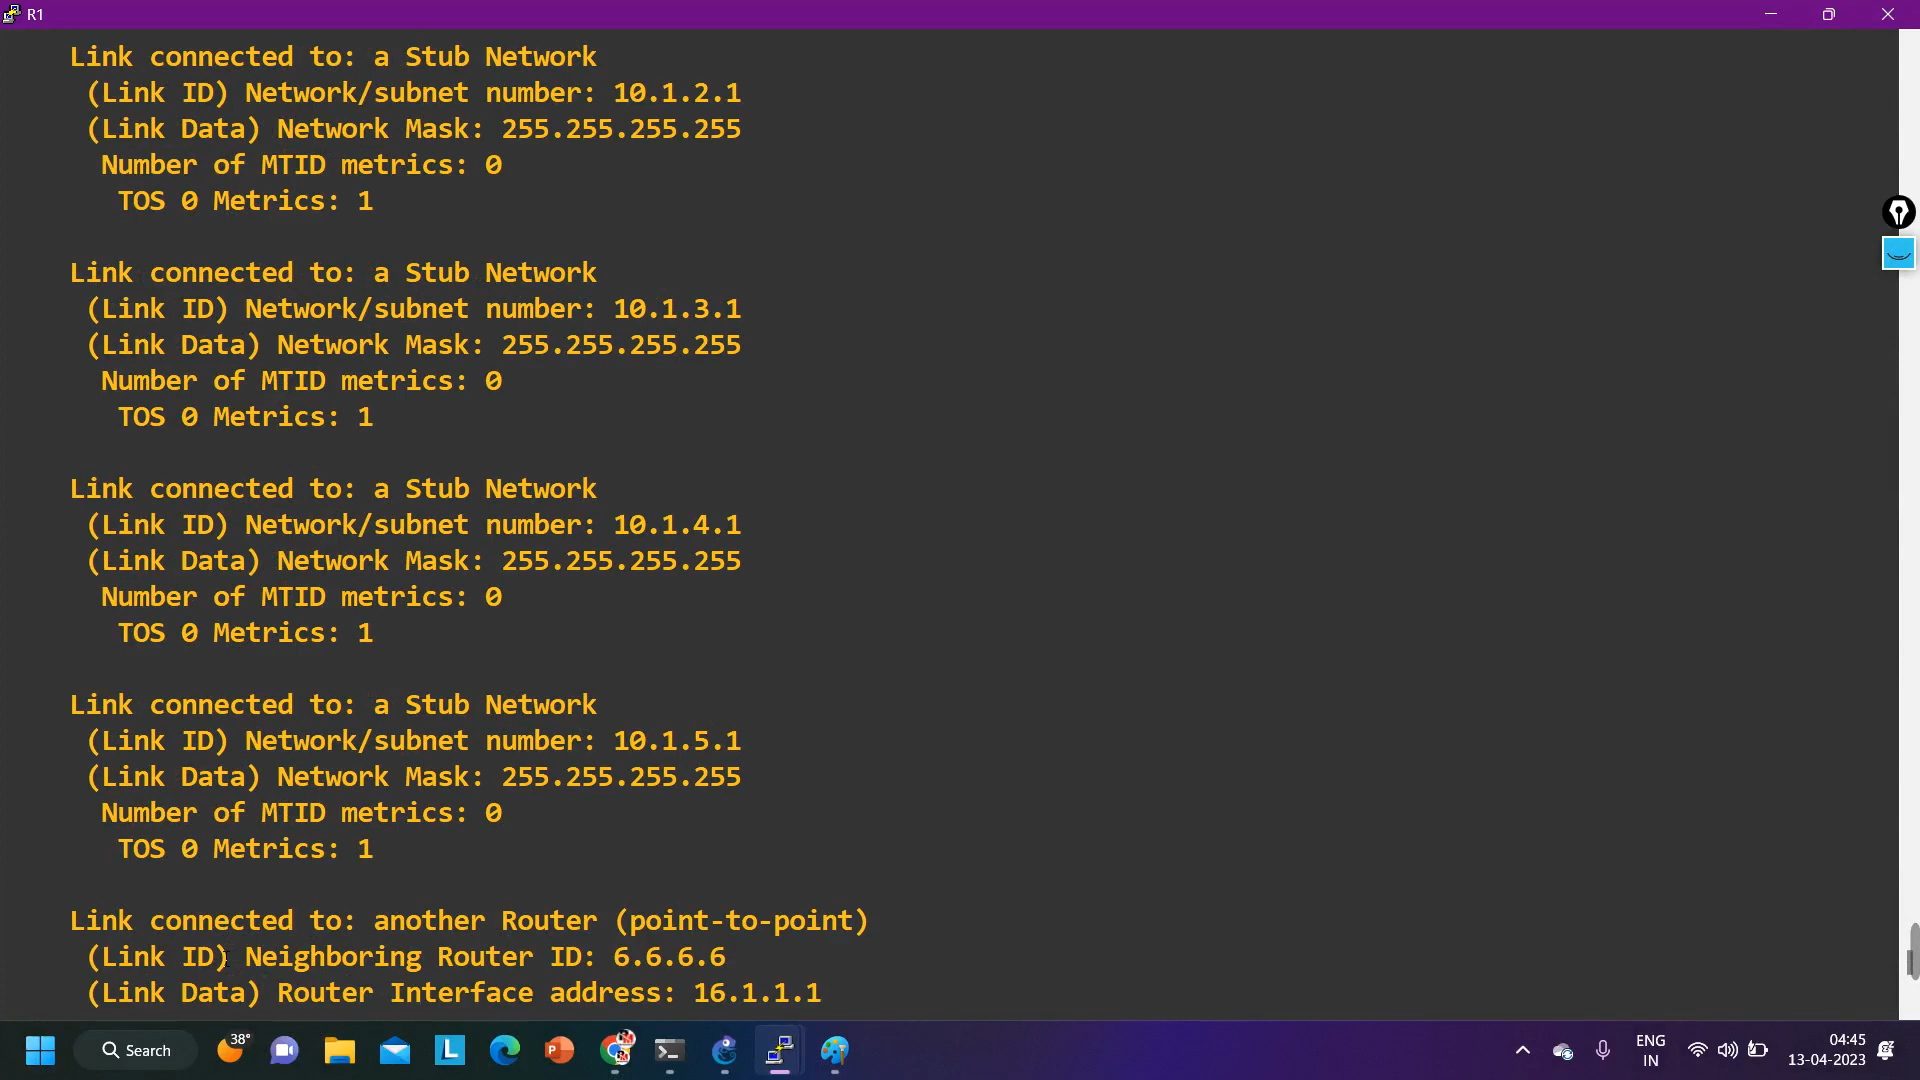 R1
Link connected to: a Stub Network
(Link ID) Network/subnet number: 10.1.2.1
(Link Data) Network Mask: 255.255.255.255
Number of MTID metrics: 0
TOS 0 Metrics: 1
Link connected to: a Stub Network
(Link ID) Network/subnet number: 10.1.3.1
(Link Data) Network Mask: 255.255.255.255
Number of MTID metrics: 0
TOS 0 Metrics: 1
Link connected to: a Stub Network
(Link ID) Network/subnet number: 10.1.4.1
(Link Data) Network Mask: 255.255.255.255
Number of MTID metrics: 0
TOS 0 Metrics: 1
Link connected to: a Stub Network
(Link ID) Network/subnet number: 10.1.5.1
(Link Data) Network Mask: 255.255.255.255
Number of MTID metrics: 0
TOS 0 Metrics: 1
Link connected to: another Router (point-to-point)
(Link ID) Neighboring Router ID: 6.6.6.6
(Link Data) Router Interface address: 16.1.1.1
Search
38°
L
ENG
IN
04:45
13-04-2023